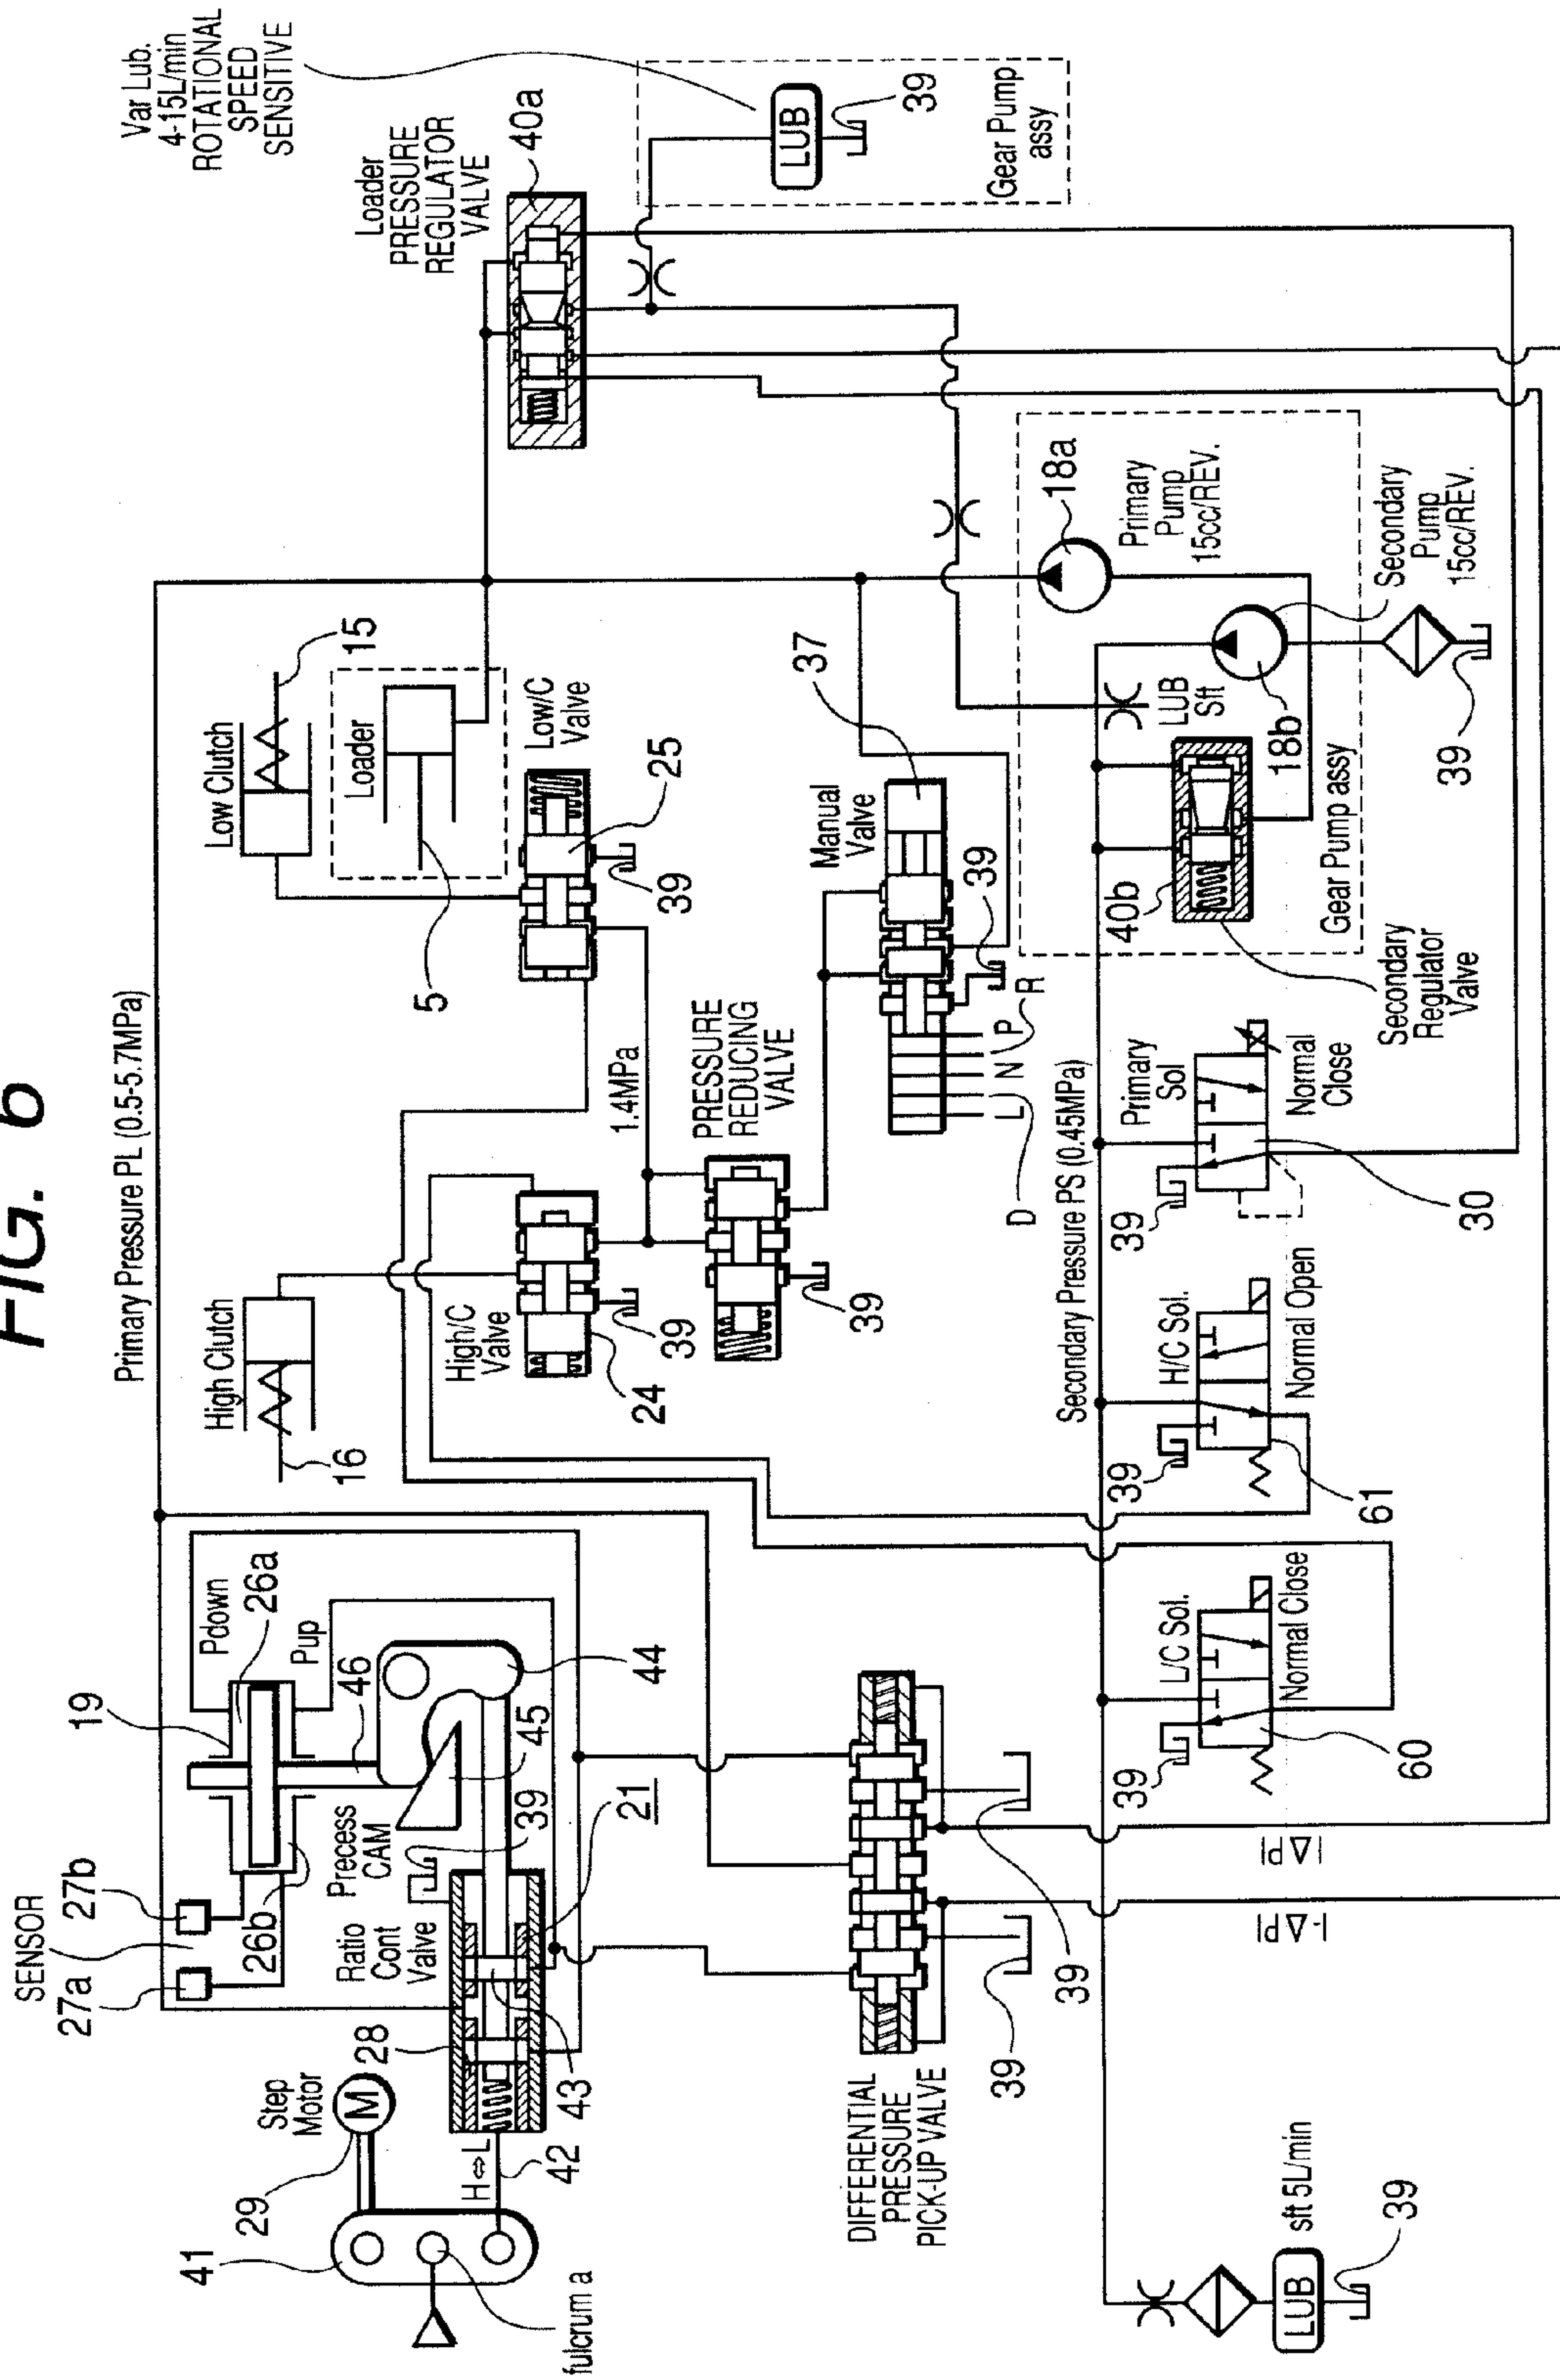 FIG. 6
Primary Pressure PL (0.5-5.7MPa)
Var Lub.
4-15L/min
ROTATIONAL
SPEED
SENSITIVE
Loader
PRESSURE
REGULATOR
VALVE
40a
LUB
39
Gear Pump
assy
Low Clutch
15
Loader
5
Low/C
Valve
25
39
High Clutch
16
High/C
Valve
24
39
1.4MPa
PRESSURE
REDUCING
VALVE
39
Manual
Valve
37
39
L
D
N
P
R
18a
Primary
Pump
15cc/REV.
Secondary
Pump
15cc/REV.
18b
39
LUB
Sft
40b
Gear Pump assy
Secondary
Regulator
Valve
Secondary Pressure PS (0.45MPa)
Primary
Sol
Normal
Close
39
30
H/C Sol.
Normal Open
39
61
L/C Sol.
Normal Close
39
60
SENSOR
27a
27b
19
Pdown
26a
Pup
26b
46
44
45
Precess
CAM
39
21
Ratio
Cont
Valve
28
43
Step
Motor
M
29
41
H⇔L
42
fulcrum a
DIFFERENTIAL
PRESSURE
PICK-UP VALVE
39
39
|-ΔP|
|ΔP|
LUB
sft 5L/min
39